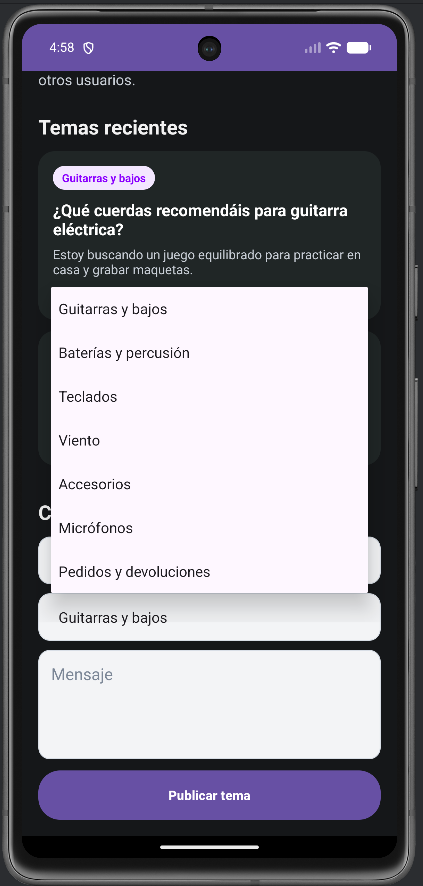 4:58
otros usuarios.
Temas recientes
Guitarras y bajos
¿Qué cuerdas recomendáis para guitarra
eléctrica?
Estoy buscando un juego equilibrado para practicar en
casa y grabar maquetas.
Guitarras y bajos
Baterías y percusión
Teclados
Viento
Accesorios
C
Micrófonos
Pedidos y devoluciones
Guitarras y bajos
Mensaje
Publicar tema